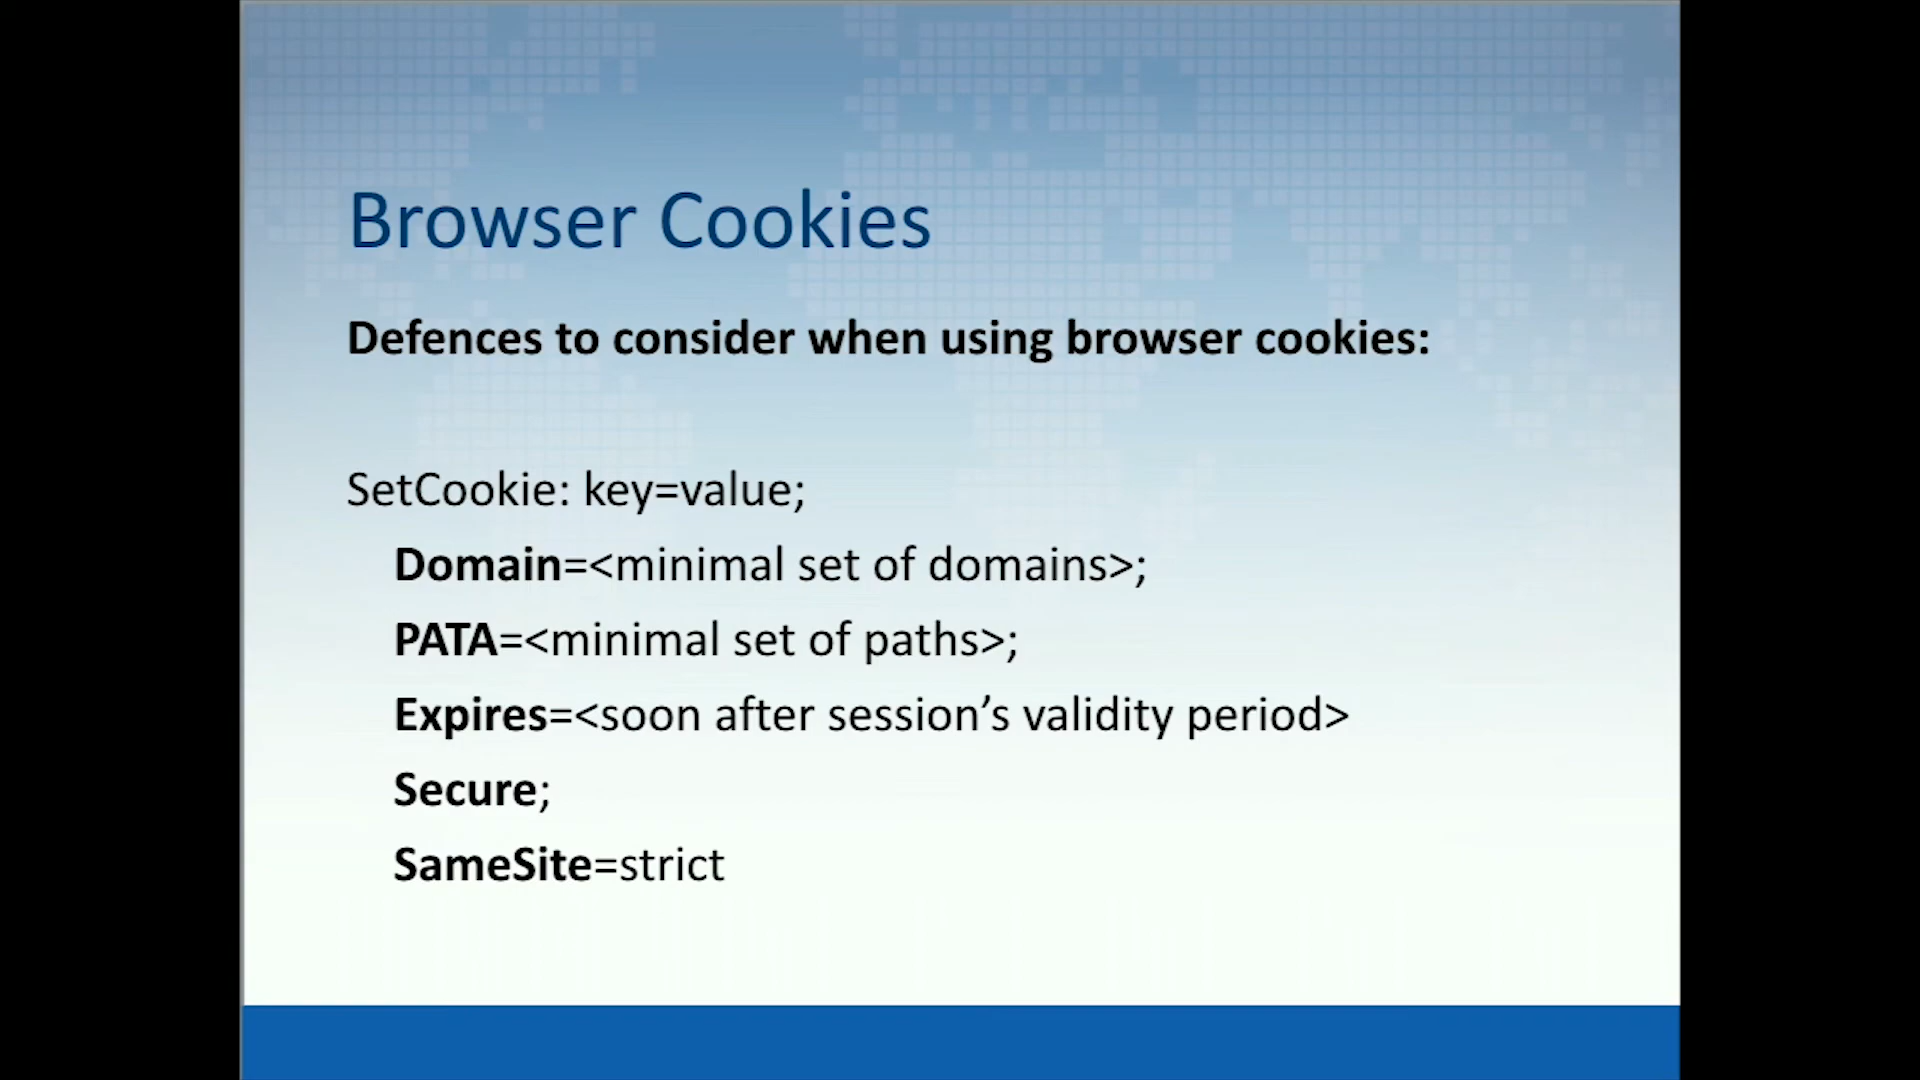 Browser Cookies
Defences to consider when using browser cookies:
SetCookie: key=value;
Domain=<minimal set of domains>;
PATA=<minimal set of paths>;
Expires=<soon after session’s validity period>
Secure;
SameSite=strict